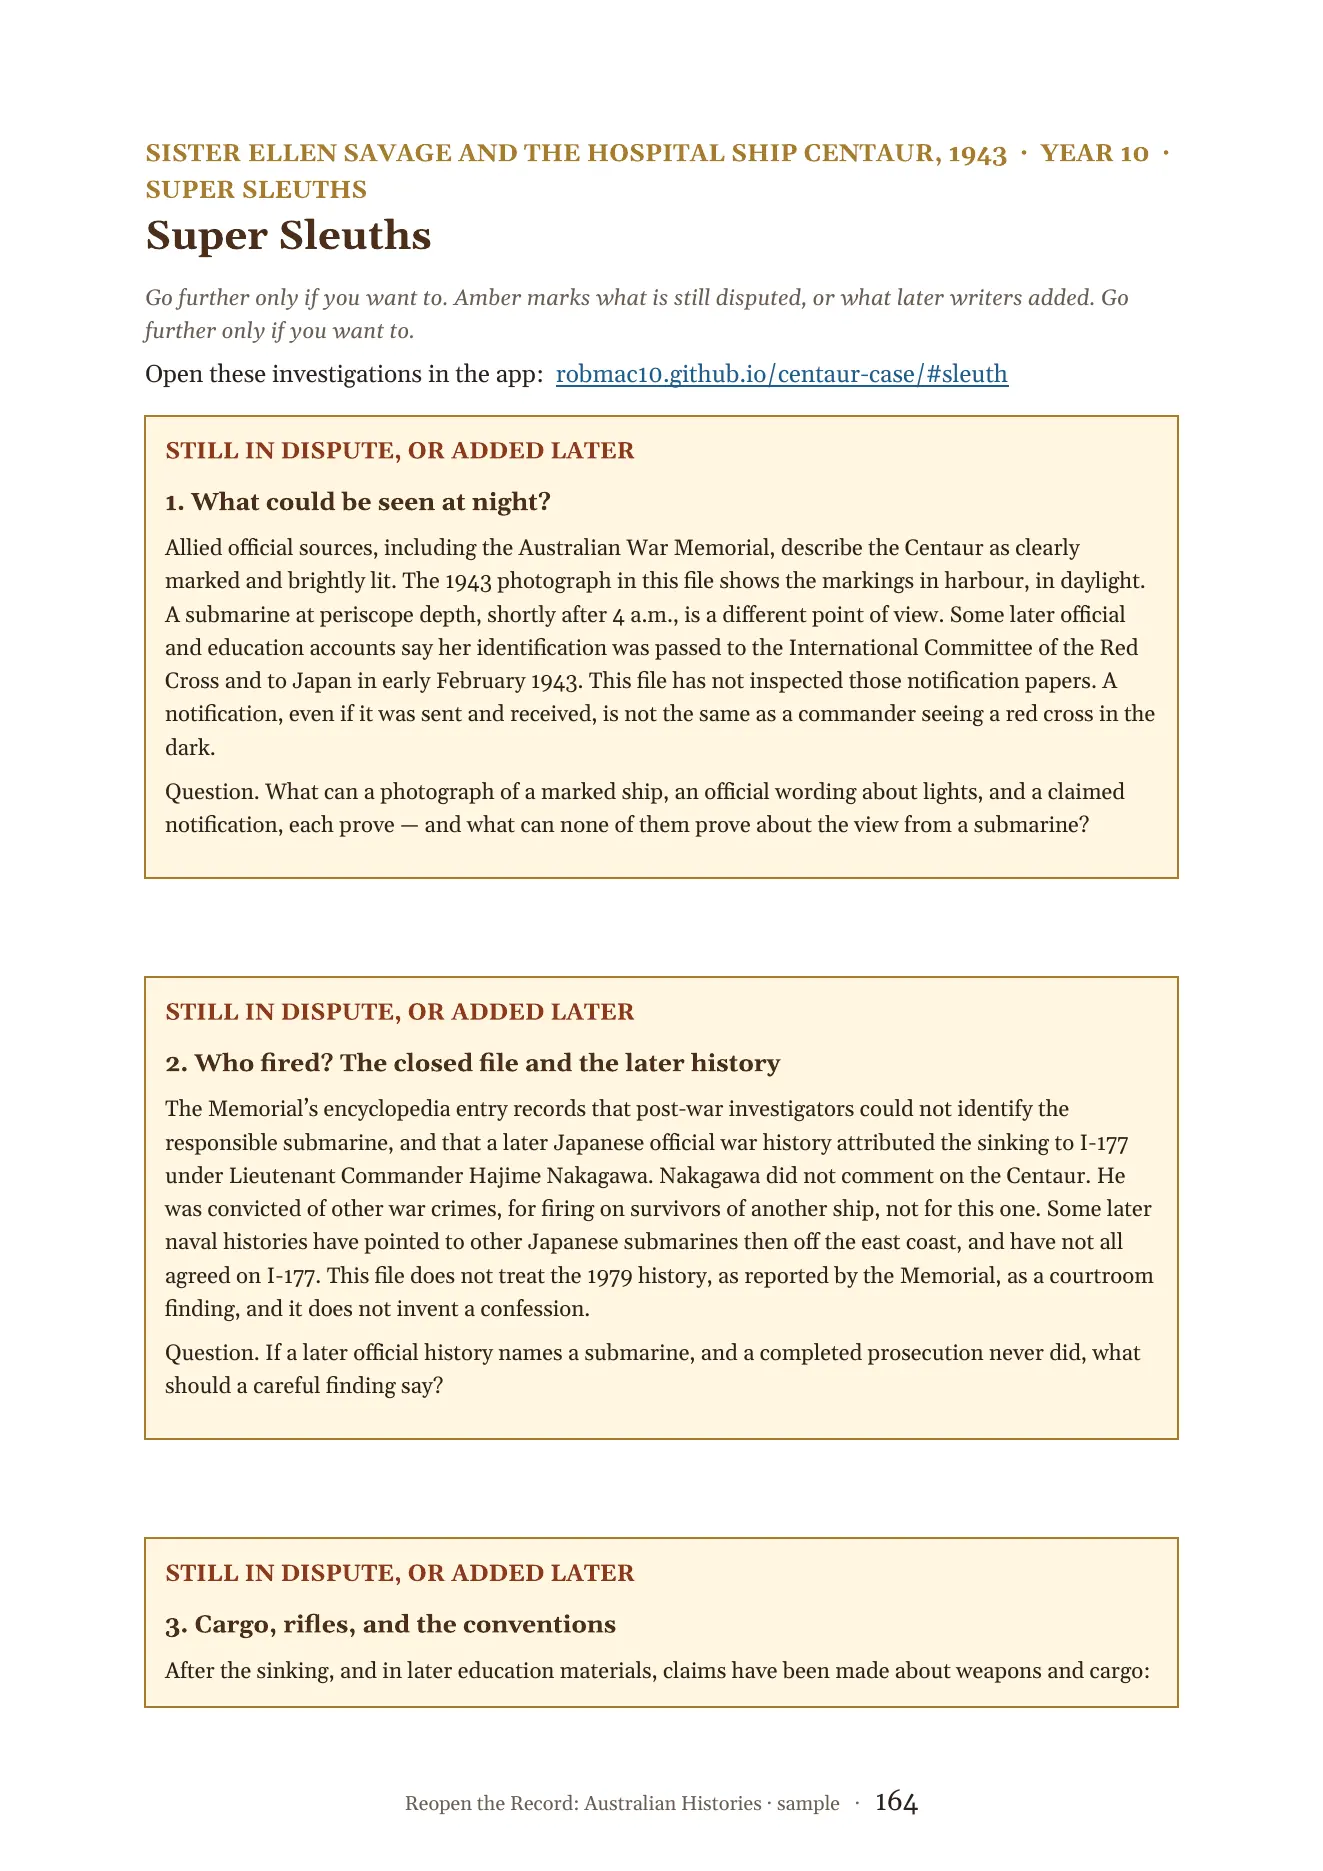 SISTER ELLEN SAVAGE AND THE HOSPITAL SHIP CENTAUR, 1943 · YEAR 10 ·
SUPER SLEUTHS
Super Sleuths
Go further only if you want to. Amber marks what is still disputed, or what later writers added. Go
further only if you want to.
Open these investigations in the app: robmac10.github.io/centaur-case/#sleuth
STILL IN DISPUTE, OR ADDED LATER
1. What could be seen at night?
Allied official sources, including the Australian War Memorial, describe the Centaur as clearly
marked and brightly lit. The 1943 photograph in this file shows the markings in harbour, in daylight.
A submarine at periscope depth, shortly after 4 a.m., is a different point of view. Some later official
and education accounts say her identification was passed to the International Committee of the Red
Cross and to Japan in early February 1943. This file has not inspected those notification papers. A
notification, even if it was sent and received, is not the same as a commander seeing a red cross in the
dark.
Question. What can a photograph of a marked ship, an official wording about lights, and a claimed
notification, each prove — and what can none of them prove about the view from a submarine?
STILL IN DISPUTE, OR ADDED LATER
2. Who fired? The closed file and the later history
The Memorial's encyclopedia entry records that post-war investigators could not identify the
responsible submarine, and that a later Japanese official war history attributed the sinking to I-177
under Lieutenant Commander Hajime Nakagawa. Nakagawa did not comment on the Centaur. He
was convicted of other war crimes, for firing on survivors of another ship, not for this one. Some later
naval histories have pointed to other Japanese submarines then off the east coast, and have not all
agreed on I-177. This file does not treat the 1979 history, as reported by the Memorial, as a courtroom
finding, and it does not invent a confession.
Question. If a later official history names a submarine, and a completed prosecution never did, what
should a careful finding say?
STILL IN DISPUTE, OR ADDED LATER
3. Cargo, rifles, and the conventions
After the sinking, and in later education materials, claims have been made about weapons and cargo:
Reopen the Record: Australian Histories · sample · 164